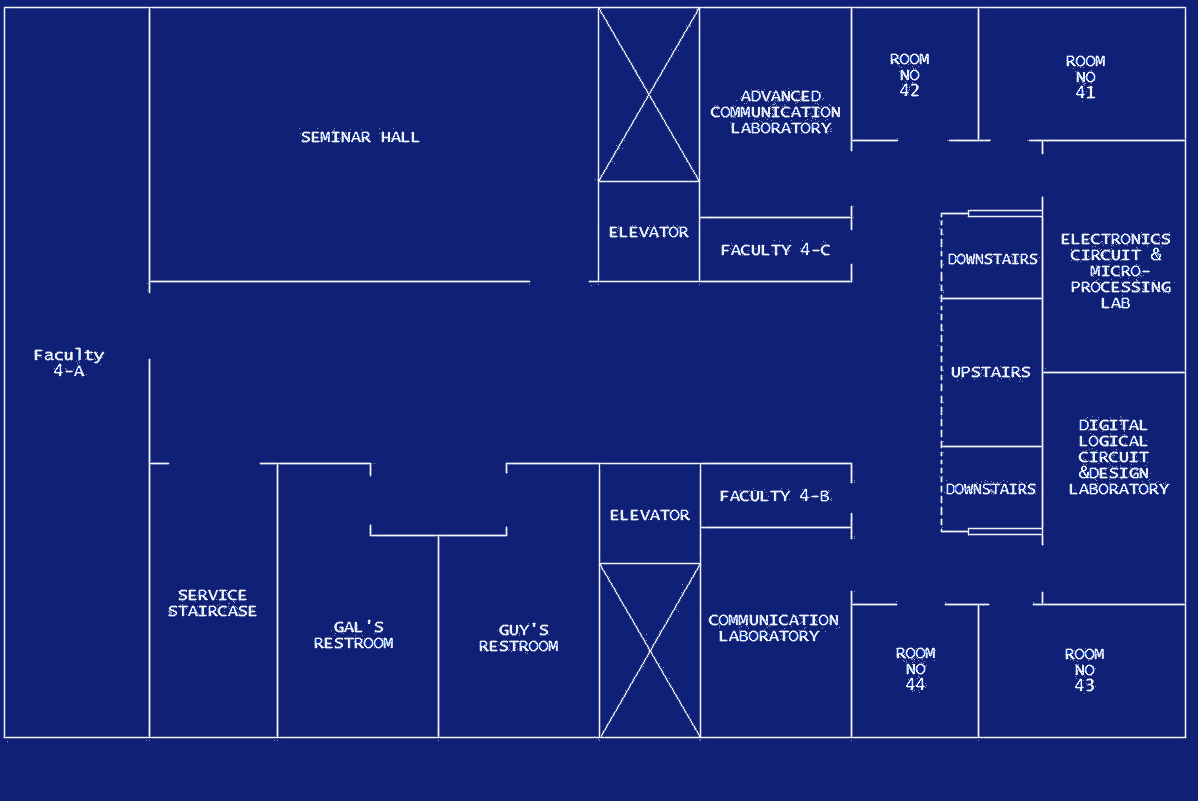 ROOM
NO
42
ROOM
NO
41
ADVANCED
COMMUNICATION
LABORATORY
SEMINAR HALL
ELEVATOR
FACULTY 4-C
DOWNSTAIRS
ELECTRONICS
CIRCUIT &
MICRO-
PROCESSING
LAB
Faculty
4-A
UPSTAIRS
DIGITAL
LOGICAL
CIRCUIT
&DESIGN
LABORATORY
ELEVATOR
FACULTY 4-B
DOWNSTAIRS
SERVICE
STAIRCASE
GAL'S
RESTROOM
GUY'S
RESTROOM
COMMUNICATION
LABORATORY
ROOM
NO
44
ROOM
NO
43